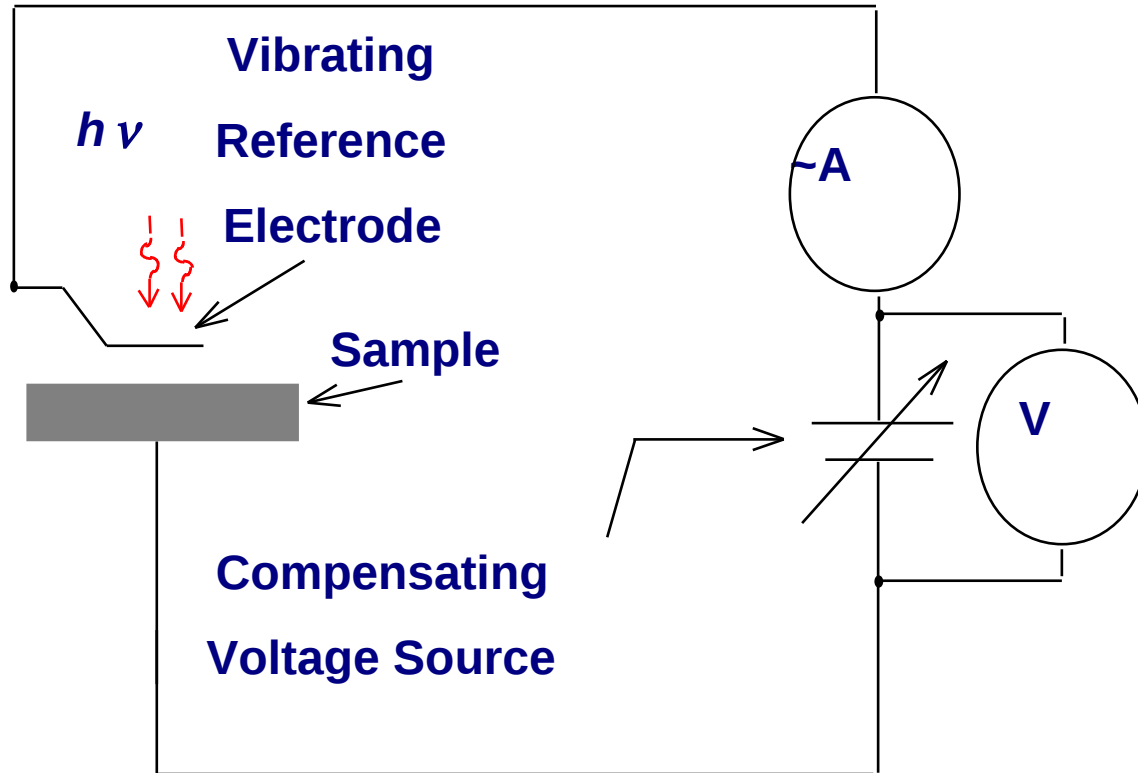 Vibrating
h ν
Reference
~A
Electrode
Sample
V
Compensating
Voltage Source